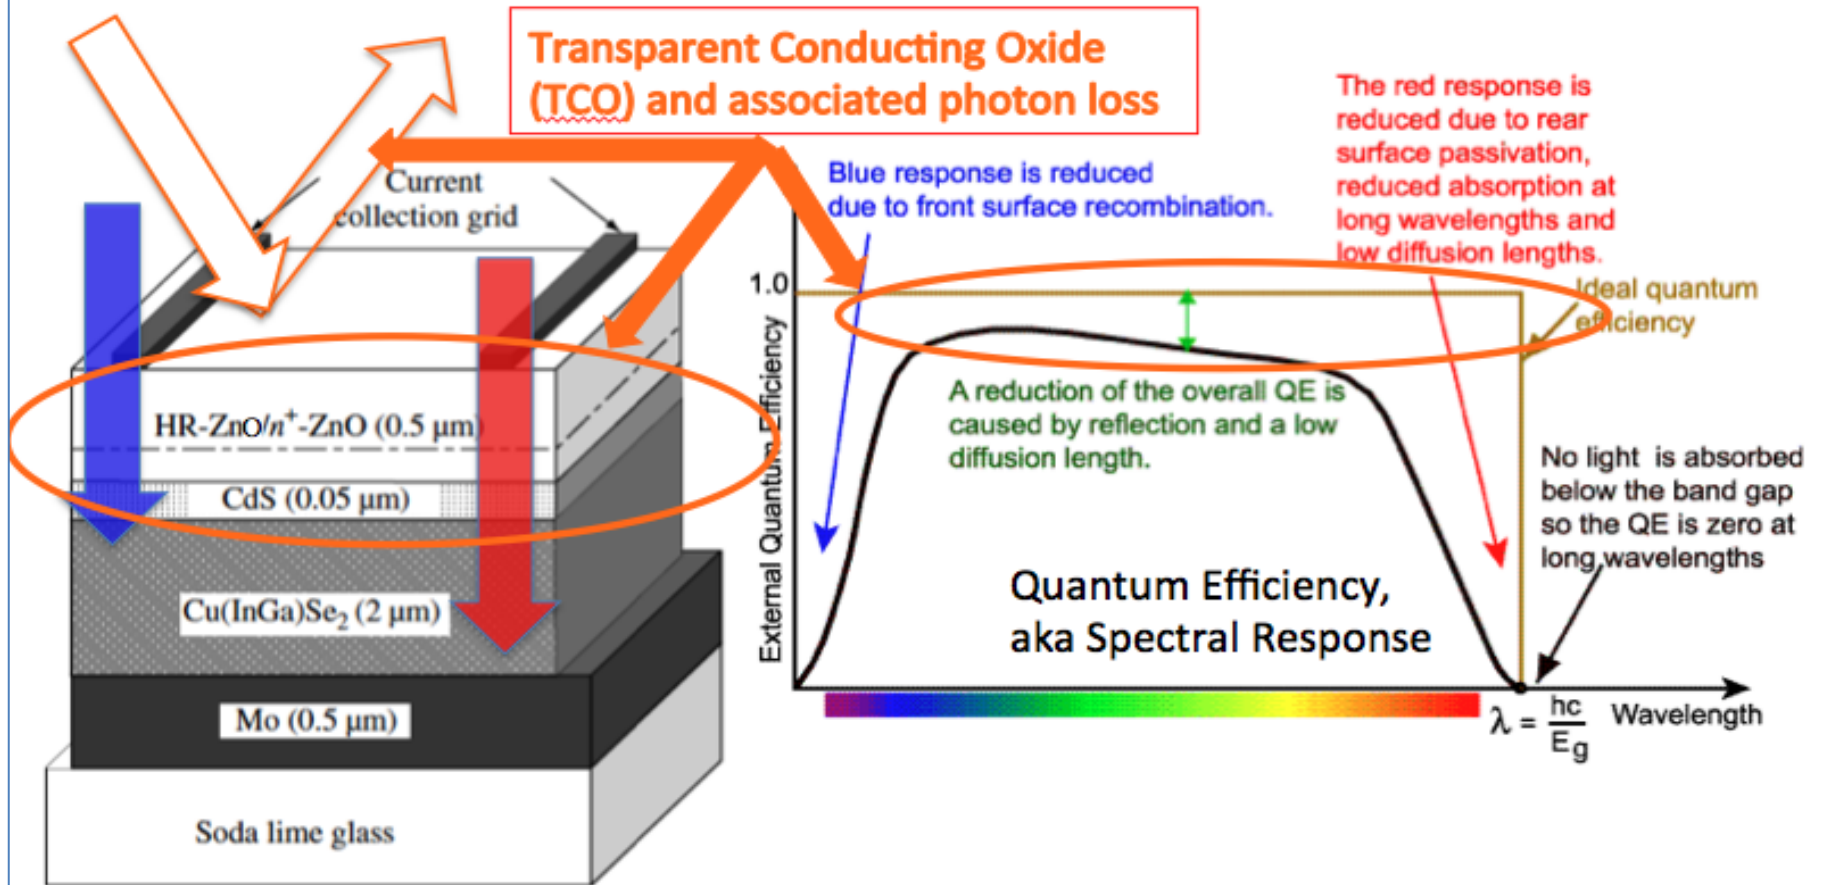 Transparent Conducting Oxide
(TCO) and associated photon loss
Current
collection grid
HR-ZnO/n+-ZnO (0.5 µm)
CdS (0.05 µm)
Cu(InGa)Se2 (2 µm)
Mo (0.5 µm)
Soda lime glass
Blue response is reduced
due to front surface recombination.
The red response is
reduced due to rear
surface passivation,
reduced absorption at
long wavelengths and
low diffusion lengths.
1.0
Ideal quantum
efficiency
External Quantum Efficiency
A reduction of the overall QE is
caused by reflection and a low
diffusion length.
No light is absorbed
below the band gap
so the QE is zero at
long wavelengths
Quantum Efficiency,
aka Spectral Response
λ = hc
Eg
Wavelength